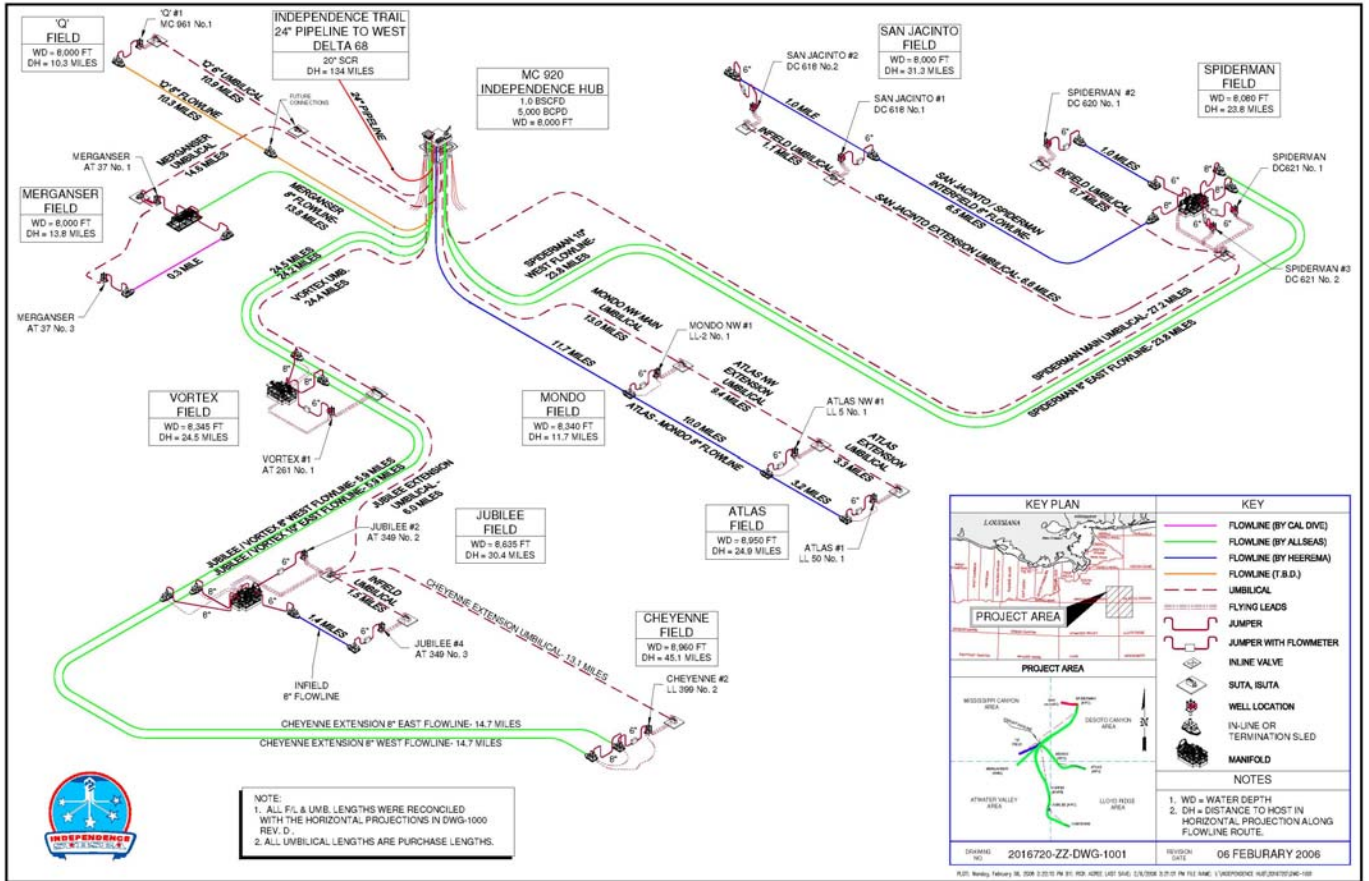 'Q'
FIELD
WD = 8,000 FT
DH = 10.3 MILES
'Q' #1
MC 961 No.1
'Q' 6" UMBILICAL
10.8 MILES
'Q' 8" FLOWLINE
10.3 MILES
INDEPENDENCE TRAIL
24" PIPELINE TO WEST
DELTA 68
20" SCR
DH = 134 MILES
24" PIPELINE
FUTURE
CONNECTIONS
MC 920
INDEPENDENCE HUB
1.0 BSCFD
5,000 BCPD
WD = 8,000 FT
SAN JACINTO
FIELD
WD = 8,000 FT
DH = 31.3 MILES
SAN JACINTO #2
DC 618 No.2
6"
1.0 MILE
SAN JACINTO #1
DC 618 No.1
6"
INFIELD UMBILICAL
1.1 MILES
SAN JACINTO / SPIDERMAN
INTERFIELD 8" FLOWLINE-
6.5 MILES
SAN JACINTO EXTENSION UMBILICAL- 6.6 MILES
SPIDERMAN
FIELD
WD = 8,080 FT
DH = 23.8 MILES
SPIDERMAN #2
DC 620 No.1
6"
1.0 MILES
INFIELD UMBILICAL
0.7 MILES
SPIDERMAN
DC621 No. 1
6"
8"
8"
6"
6"
6"
SPIDERMAN #3
DC 621 No. 2
SPIDERMAN MAIN UMBILICAL- 27.2 MILES
SPIDERMAN 8" EAST FLOWLINE- 23.8 MILES
SPIDERMAN 10"
WEST FLOWLINE-
23.8 MILES
MERGANSER
UMBILICAL
14.6 MILES
MERGANSER
AT 37 No. 1
MERGANSER
FIELD
WD = 8,000 FT
DH = 13.8 MILES
MERGANSER
8" FLOWLINE-
13.8 MILES
0.3 MILE
MERGANSER
AT 37 No. 3
24.5 MILES
24.2 MILES
VORTEX UMB.
24.4 MILES
MONDO NW MAIN
UMBILICAL
13.0 MILES
11.7 MILES
MONDO NW #1
LL-2 No. 1
6"
ATLAS NW
EXTENSION
UMBILICAL
9.4 MILES
VORTEX
FIELD
WD = 8,345 FT
DH = 24.5 MILES
8"
8"
6"
VORTEX #1
AT 261 No. 1
MONDO
FIELD
WD = 8,340 FT
DH = 11.7 MILES
10.0 MILES
ATLAS - MONDO 8" FLOWLINE
ATLAS NW #1
LL 5 No. 1
6"
ATLAS
EXTENSION
UMBILICAL
3.3 MILES
3.2 MILES
6"
ATLAS
FIELD
WD = 8,950 FT
DH = 24.9 MILES
ATLAS #1
LL 50 No. 1
JUBILEE / VORTEX 8" WEST FLOWLINE- 5.9 MILES
JUBILEE / VORTEX 10" EAST FLOWLINE- 5.9 MILES
JUBILEE EXTENSION
UMBILICAL -
6.0 MILES
JUBILEE
FIELD
WD = 8,635 FT
DH = 30.4 MILES
JUBILEE #2
AT 349 No. 2
6"
8"
8"
6"
INFIELD
UMBILICAL
1.5 MILES
1.4 MILES
6"
JUBILEE #4
AT 349 No. 3
INFIELD
6" FLOWLINE
CHEYENNE EXTENSION UMBILICAL- 13.1 MILES
CHEYENNE
FIELD
WD = 8,960 FT
DH = 45.1 MILES
CHEYENNE #2
LL 399 No. 2
6"
6"
8"
CHEYENNE EXTENSION 8" EAST FLOWLINE- 14.7 MILES
CHEYENNE EXTENSION 8" WEST FLOWLINE- 14.7 MILES
INDEPENDENCE
SUBSEA
NOTE:
1. ALL F/L & UMB. LENGTHS WERE RECONCILED
WITH THE HORIZONTAL PROJECTIONS IN DWG-1000
REV. D.
2. ALL UMBILICAL LENGTHS ARE PURCHASE LENGTHS.
KEY PLAN
LOUISIANA
PROJECT AREA
PROJECT AREA
MISSISSIPPI CANYON
AREA
DESOTO CANYON
AREA
N
ATWATER VALLEY
AREA
LLOYD RIDGE
AREA
KEY
FLOWLINE (BY CAL DIVE)
FLOWLINE (BY ALLSEAS)
FLOWLINE (BY HEEREMA)
FLOWLINE (T.B.D.)
UMBILICAL
FLYING LEADS
JUMPER
JUMPER WITH FLOWMETER
INLINE VALVE
SUTA, ISUTA
WELL LOCATION
IN-LINE OR
TERMINATION SLED
MANIFOLD
NOTES
1. WD = WATER DEPTH
2. DH = DISTANCE TO HOST IN
HORIZONTAL PROJECTION ALONG
FLOWLINE ROUTE.
DRAWING
NO.
2016720-ZZ-DWG-1001
REVISION
DATE
06 FEBURARY 2006